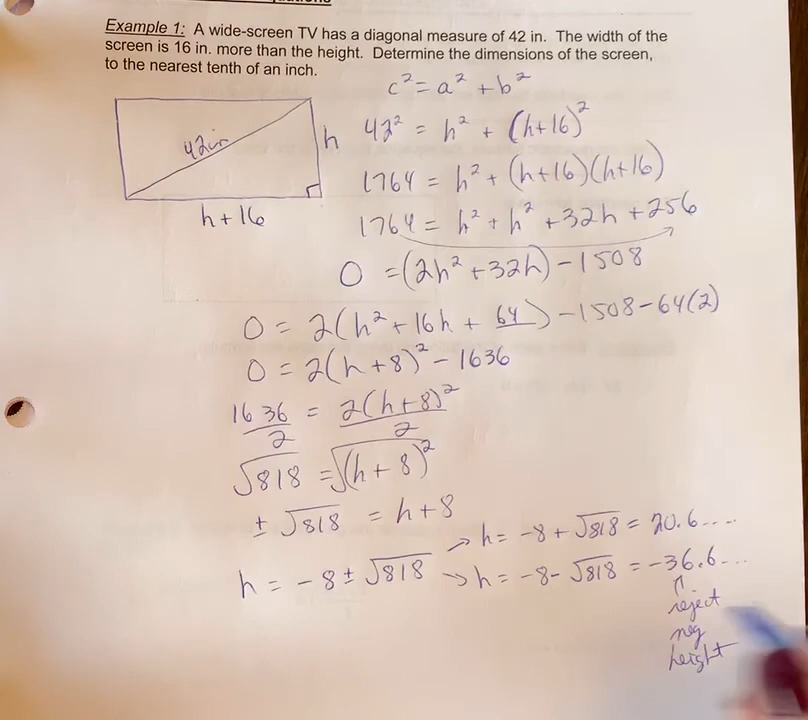 Example 1: A wide-screen TV has a diagonal measure of 42 in. The width of the
screen is 16 in. more than the height. Determine the dimensions of the screen,
to the nearest tenth of an inch.
c² = a² + b²
42in
h
h + 16
42² = h² + (h+16)²
1764 = h² + (h+16)(h+16)
1764 = h² + h² + 32h + 256
0 = (2h² + 32h) - 1508
0 = 2(h² + 16h + 64) - 1508 - 64(2)
0 = 2(h + 8)² - 1636
1636/2 = 2(h+8)²/2
√818 = √(h + 8)²
± √818 = h + 8
h = -8 ± √818
→ h = -8 + √818 = 20.6....
→ h = -8 - √818 = -36.6...
↑
reject
neg
height